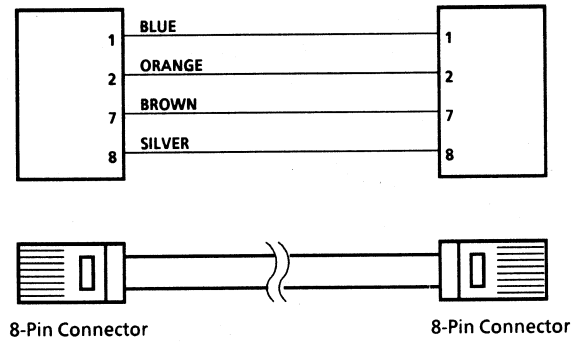 BLUE
1 1
ORANGE
2 2
BROWN
7 7
SILVER
8 8
8-Pin Connector 8-Pin Connector